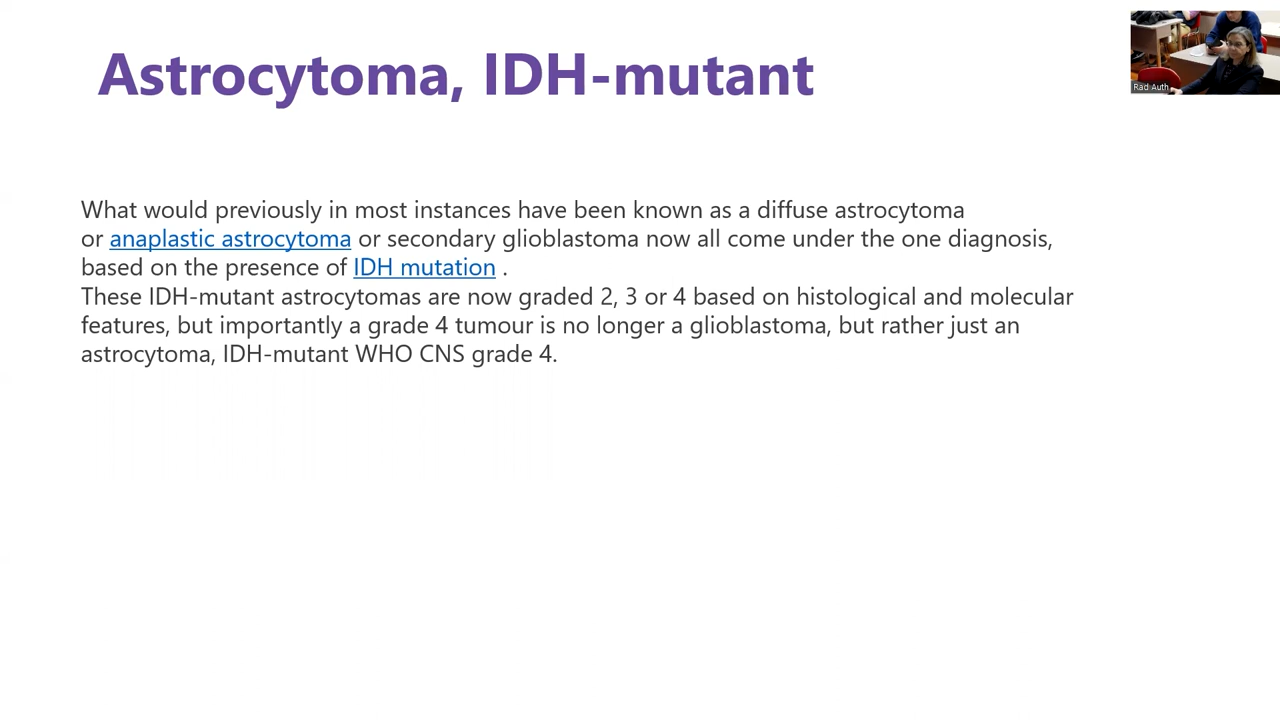 Astrocytoma, IDH-mutant
Rad Auth
What would previously in most instances have been known as a diffuse astrocytoma
or anaplastic astrocytoma or secondary glioblastoma now all come under the one diagnosis,
based on the presence of IDH mutation .
These IDH-mutant astrocytomas are now graded 2, 3 or 4 based on histological and molecular
features, but importantly a grade 4 tumour is no longer a glioblastoma, but rather just an
astrocytoma, IDH-mutant WHO CNS grade 4.